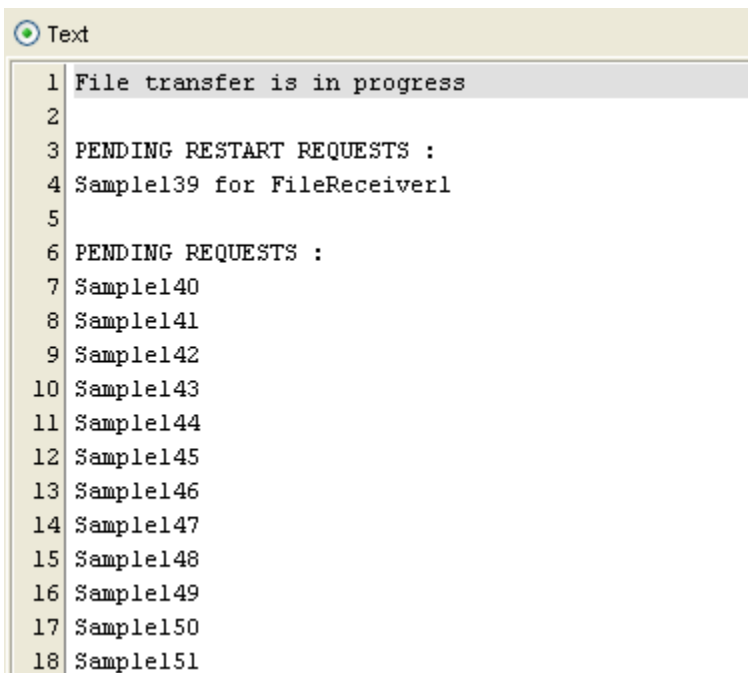 Text
1 File transfer is in progress
2
3 PENDING RESTART REQUESTS :
4 Sample139 for FileReceiver1
5
6 PENDING REQUESTS :
7 Sample140
8 Sample141
9 Sample142
10 Sample143
11 Sample144
12 Sample145
13 Sample146
14 Sample147
15 Sample148
16 Sample149
17 Sample150
18 Sample151